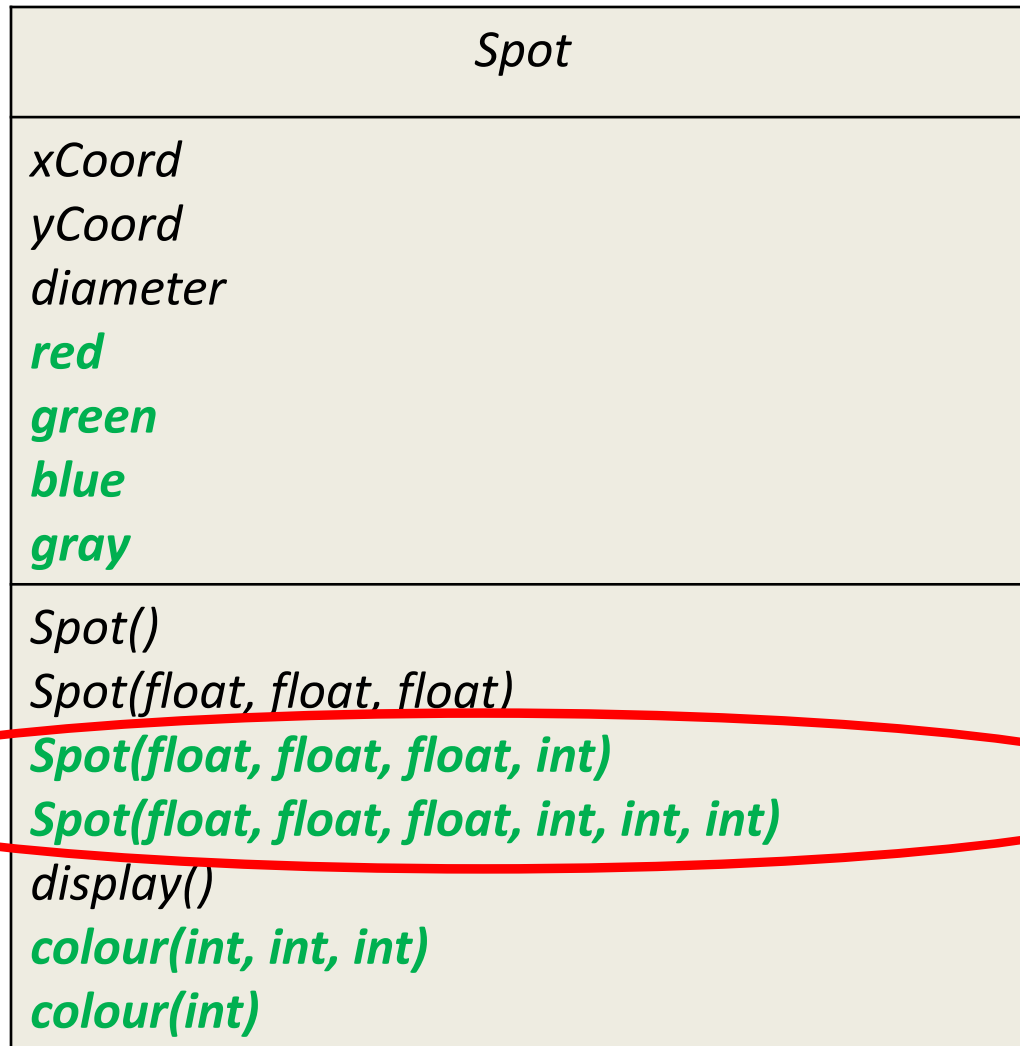 Spot
xCoord
yCoord
diameter
red
green
blue
gray
Spot()
Spot(float, float, float)
Spot(float, float, float, int)
Spot(float, float, float, int, int, int)
display()
colour(int, int, int)
colour(int)